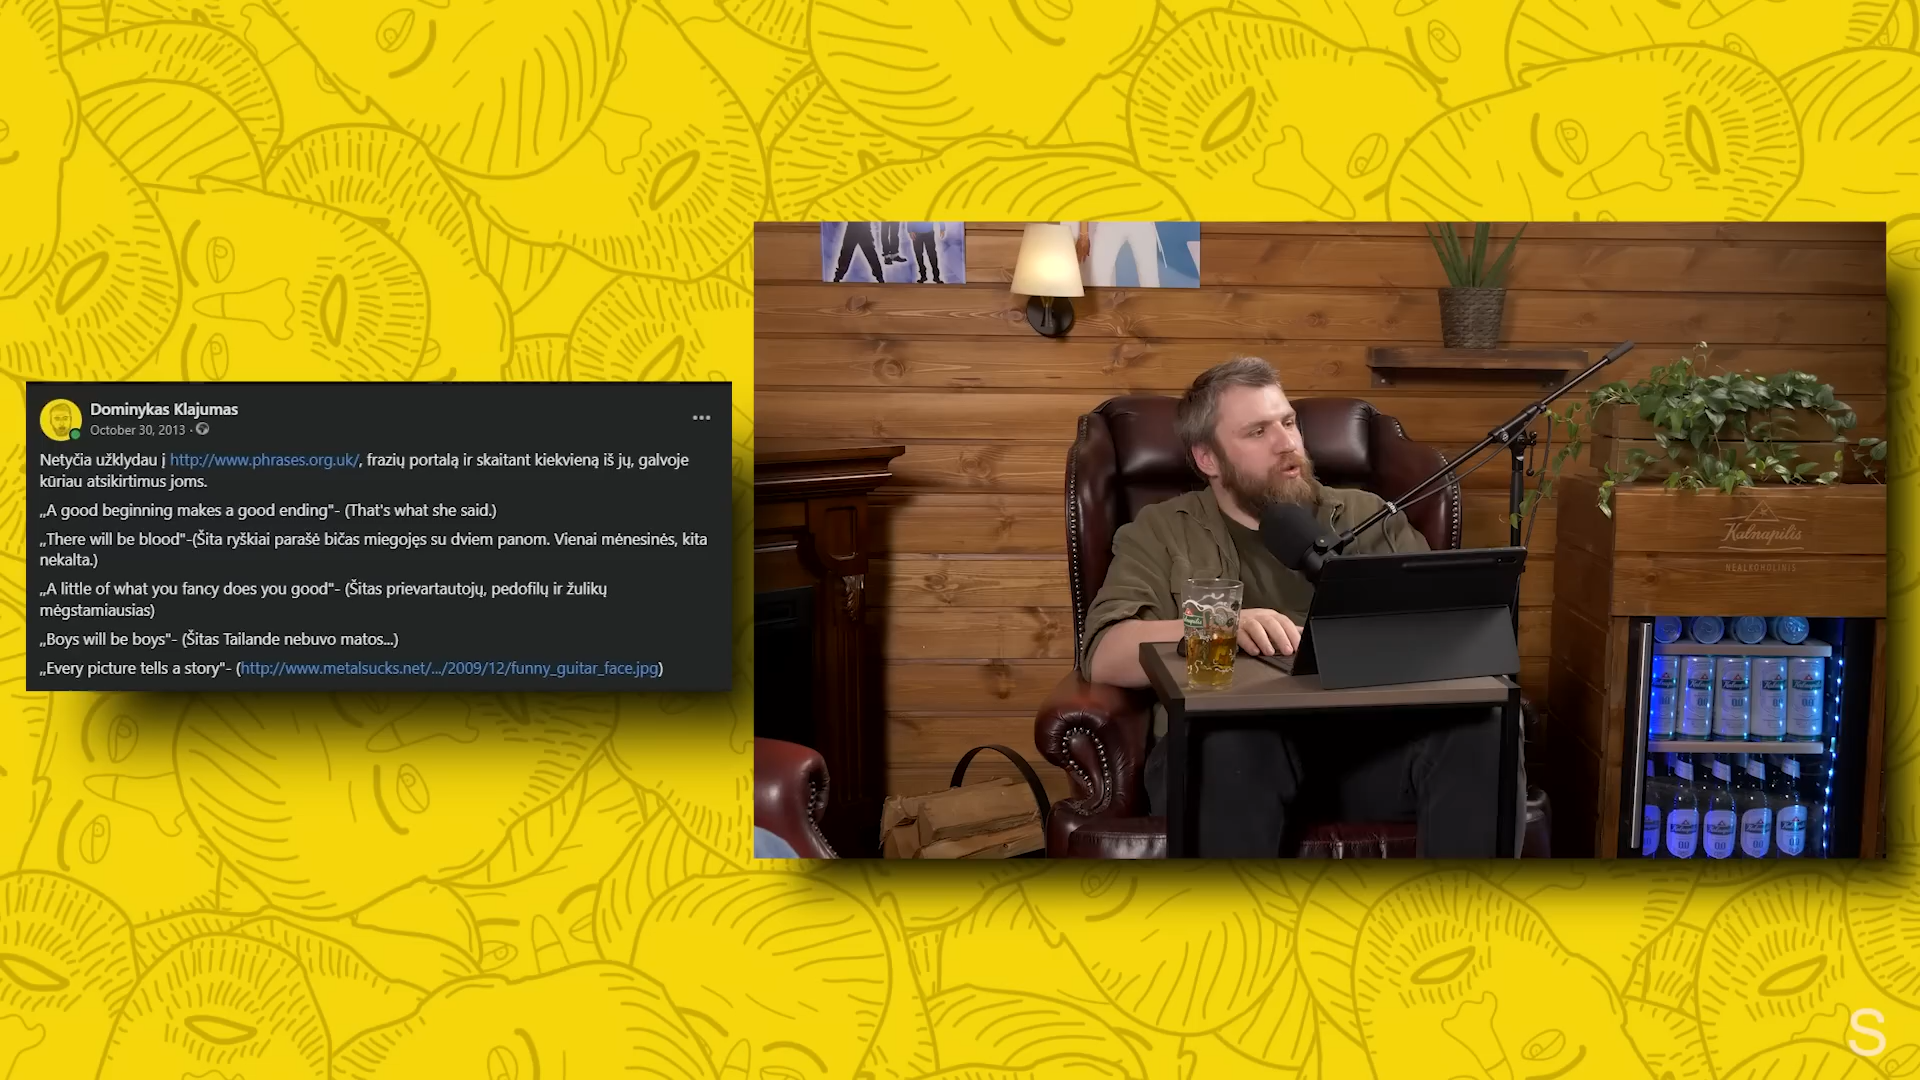 Dominykas Klajumas
October 30, 2013 ·
Netyčia užklydau į http://www.phrases.org.uk/, frazių portalą ir skaitant kiekvieną iš jų, galvoje
kūriau atsikirtimus joms.
„A good beginning makes a good ending"- (That's what she said.)
„There will be blood"-(Šita ryškiai parašė bičas miegojęs su dviem panom. Vienai mėnesinės, kita
nekalta.)
„A little of what you fancy does you good"- (Šitas prievartautojų, pedofilų ir žulikų
mėgstamiausias)
„Boys will be boys"- (Šitas Tailande nebuvo matos...)
„Every picture tells a story"- (http://www.metalsucks.net/.../2009/12/funny_guitar_face.jpg)
Kalnapilis
NEALKOHOLINIS
S